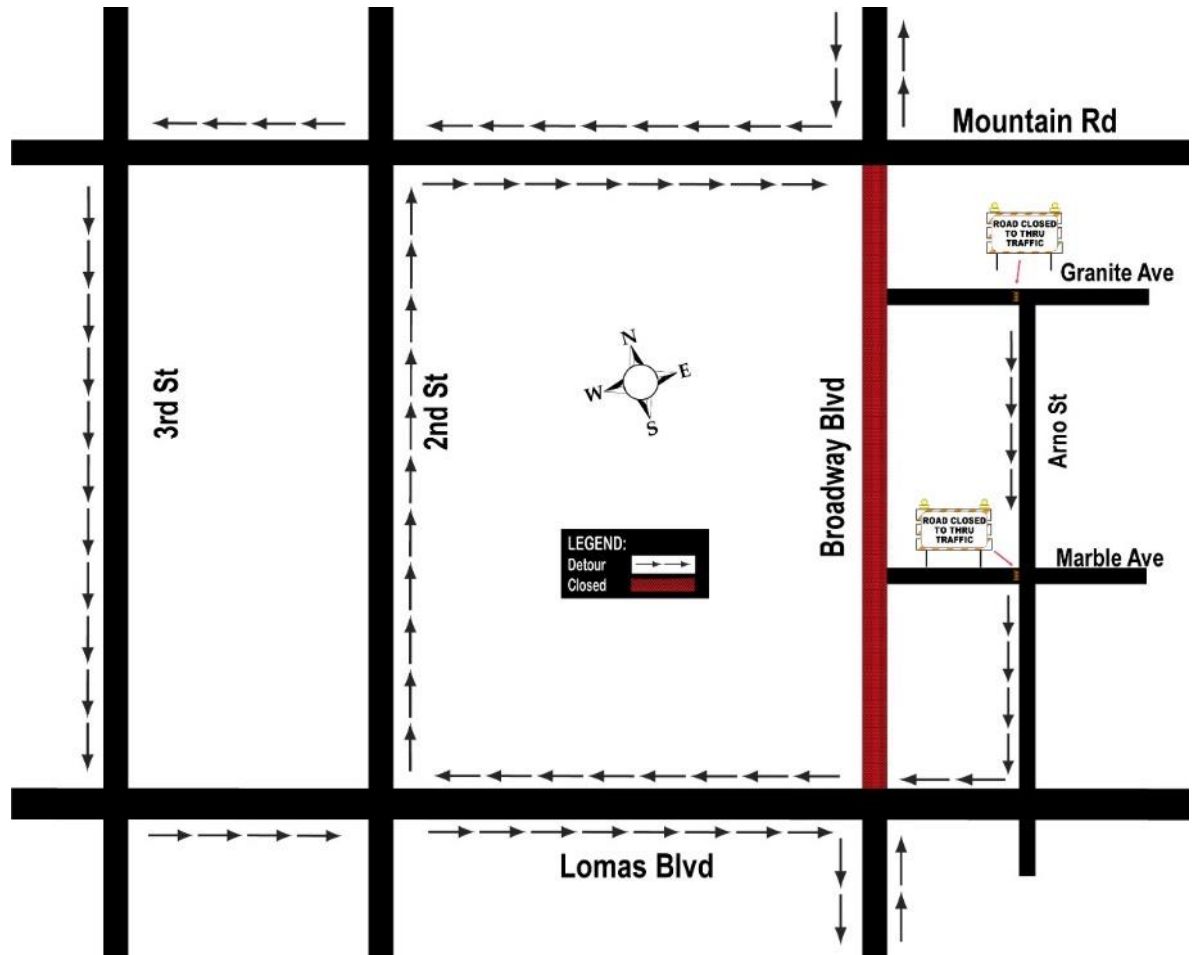 Mountain Rd
ROAD CLOSED
TO THRU
TRAFFIC
Granite Ave
3rd St
2nd St
N
W
E
S
Broadway Blvd
Arno St
ROAD CLOSED
TO THRU
TRAFFIC
Marble Ave
LEGEND:
Detour
Closed
Lomas Blvd